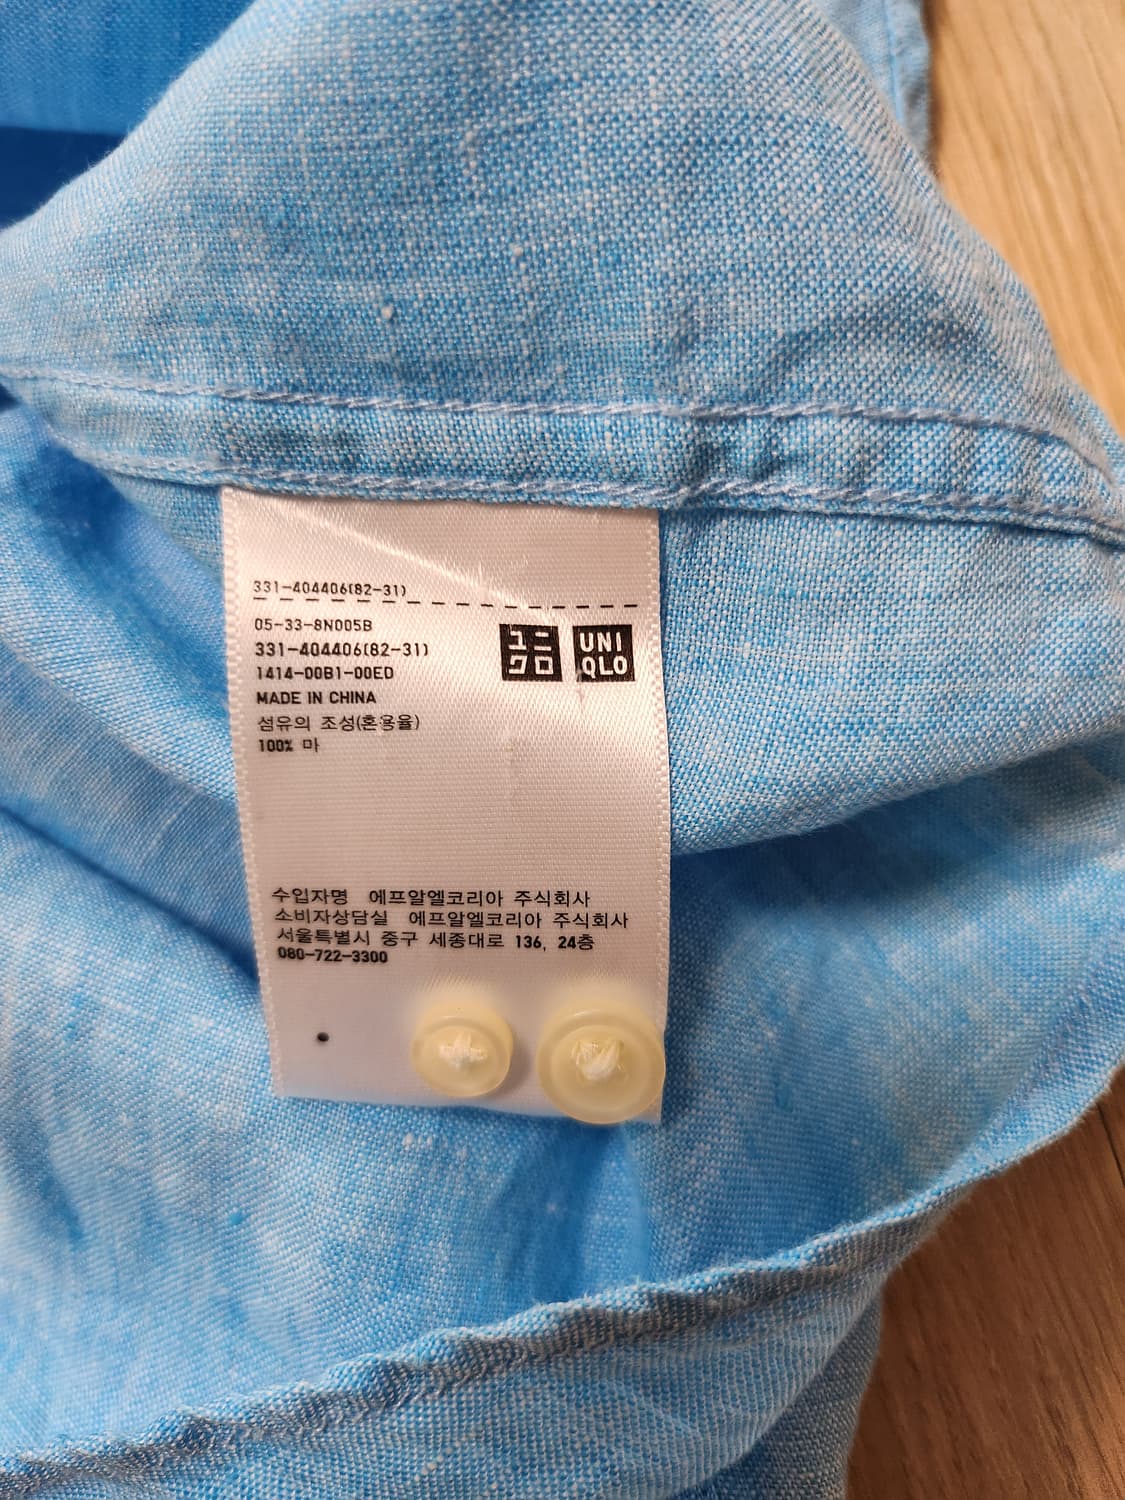 331-404406(82-31)
05-33-8N005B
331-404406(82-31)
1414-00B1-00ED
MADE IN CHINA
섬유의 조성(혼용율)
100% 마
ユニ
クロ
UNI
QLO
수입자명 에프알엘코리아 주식회사
소비자상담실 에프알엘코리아 주식회사
서울특별시 중구 세종대로 136, 24층
080-722-3300